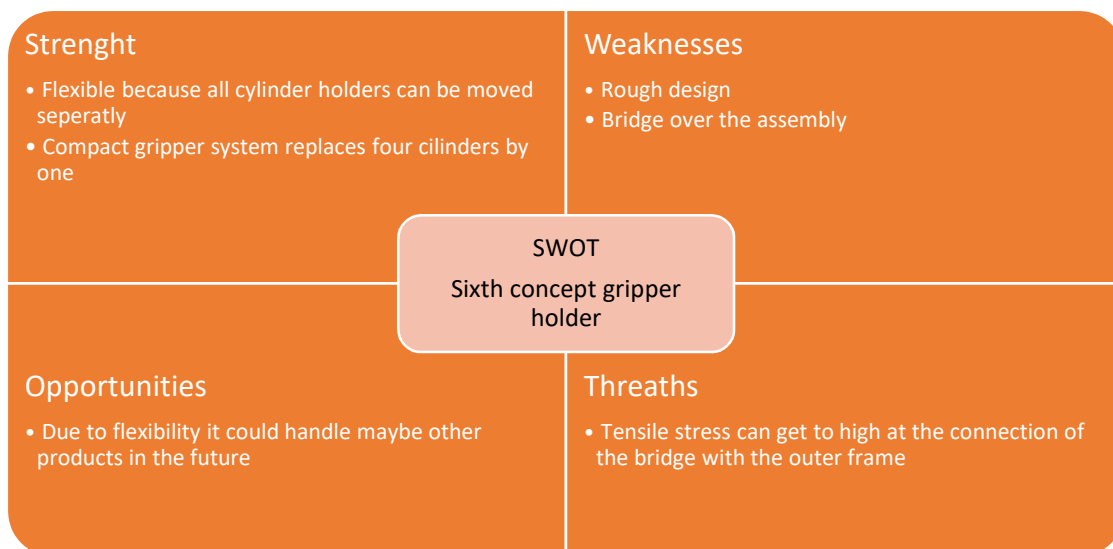 Strenght
• Flexible because all cylinder holders can be moved
seperatly
• Compact gripper system replaces four cilinders by
one
Weaknesses
• Rough design
• Bridge over the assembly
SWOT
Sixth concept gripper
holder
Opportunities
• Due to flexibility it could handle maybe other
products in the future
Threaths
• Tensile stress can get to high at the connection of
the bridge with the outer frame